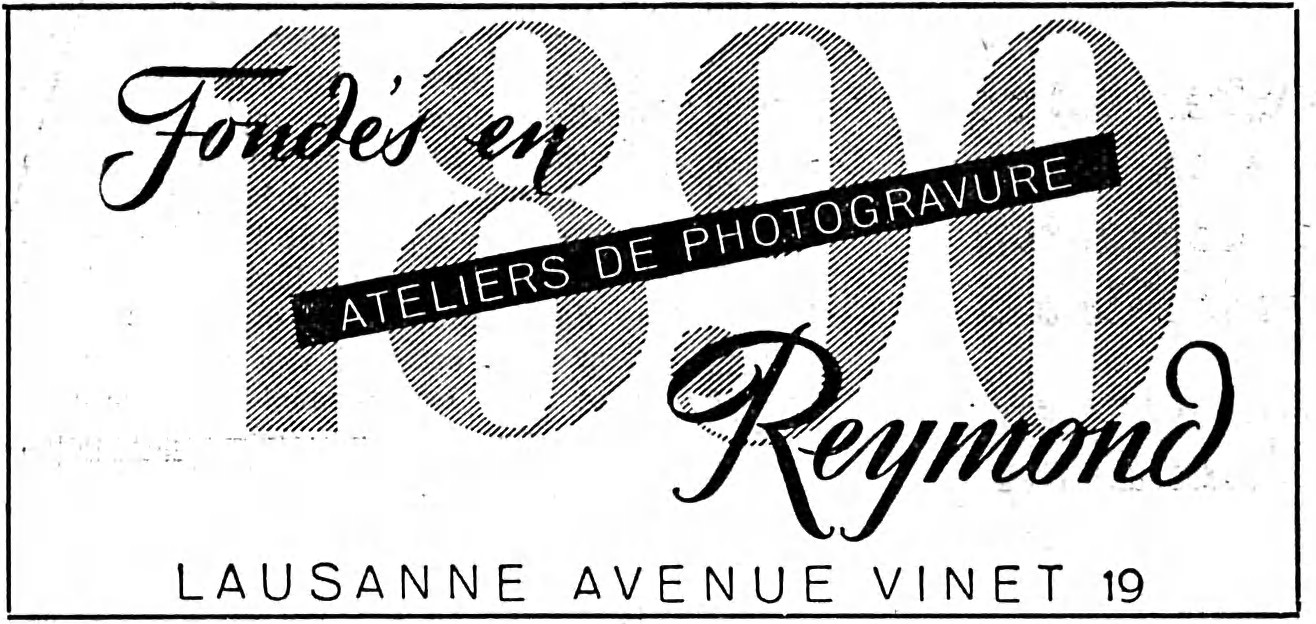 Fondés en
1890
ATELIERS DE PHOTOGRAVURE
Reymond
LAUSANNE AVENUE VINET 19